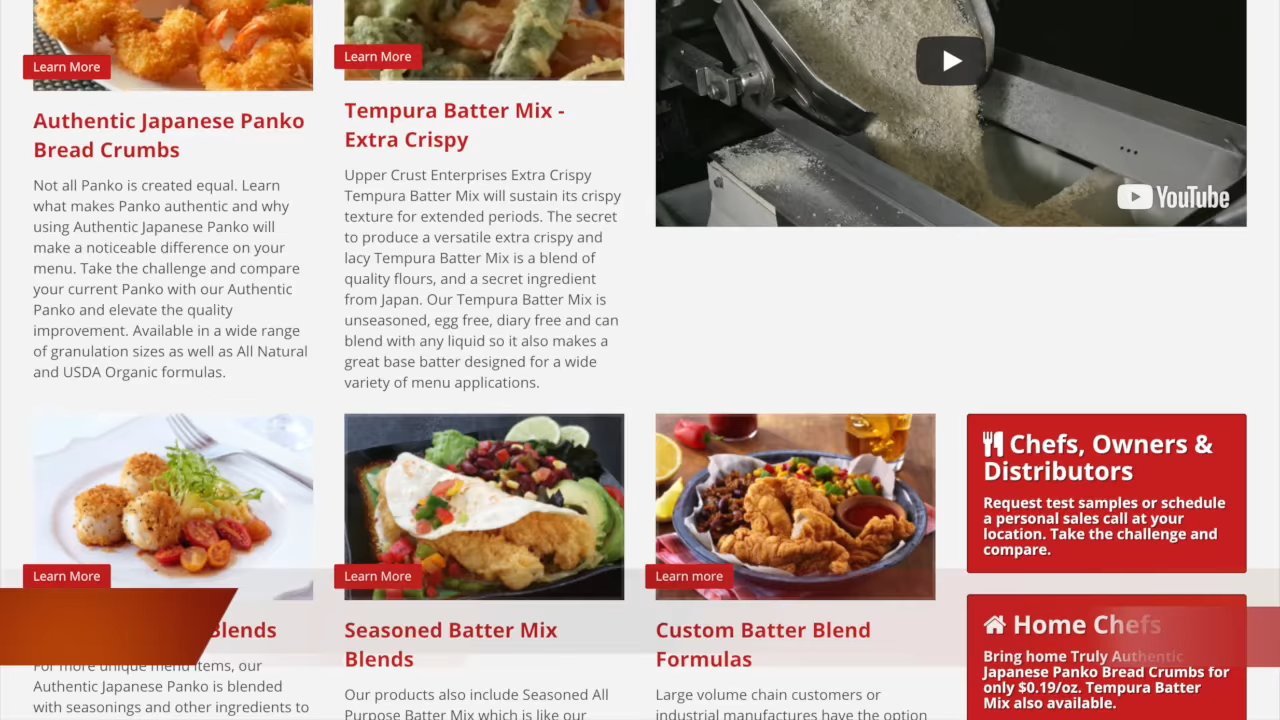 Learn More
Authentic Japanese Panko
Bread Crumbs
Not all Panko is created equal. Learn
what makes Panko authentic and why
using Authentic Japanese Panko will
make a noticeable difference on your
menu. Take the challenge and compare
your current Panko with our Authentic
Panko and elevate the quality
improvement. Available in a wide range
of granulation sizes as well as All Natural
and USDA Organic formulas.
Learn More
Tempura Batter Mix -
Extra Crispy
Upper Crust Enterprises Extra Crispy
Tempura Batter Mix will sustain its crispy
texture for extended periods. The secret
to produce a versatile extra crispy and
lacy Tempura Batter Mix is a blend of
quality flours, and a secret ingredient
from Japan. Our Tempura Batter Mix is
unseasoned, egg free, diary free and can
blend with any liquid so it also makes a
great base batter designed for a wide
variety of menu applications.
YouTube
Learn More
Blends
For more unique menu items, our
Authentic Japanese Panko is blended
with seasonings and other ingredients to
Learn More
Seasoned Batter Mix
Blends
Our products also include Seasoned All
Purpose Batter Mix which is like our
Learn more
Custom Batter Blend
Formulas
Large volume chain customers or
industrial manufactures have the option
Chefs, Owners &
Distributors
Request test samples or schedule
a personal sales call at your
location. Take the challenge and
compare.
Home Chefs
Bring home Truly Authentic
Japanese Panko Bread Crumbs for
only $0.19/oz. Tempura Batter
Mix also available.